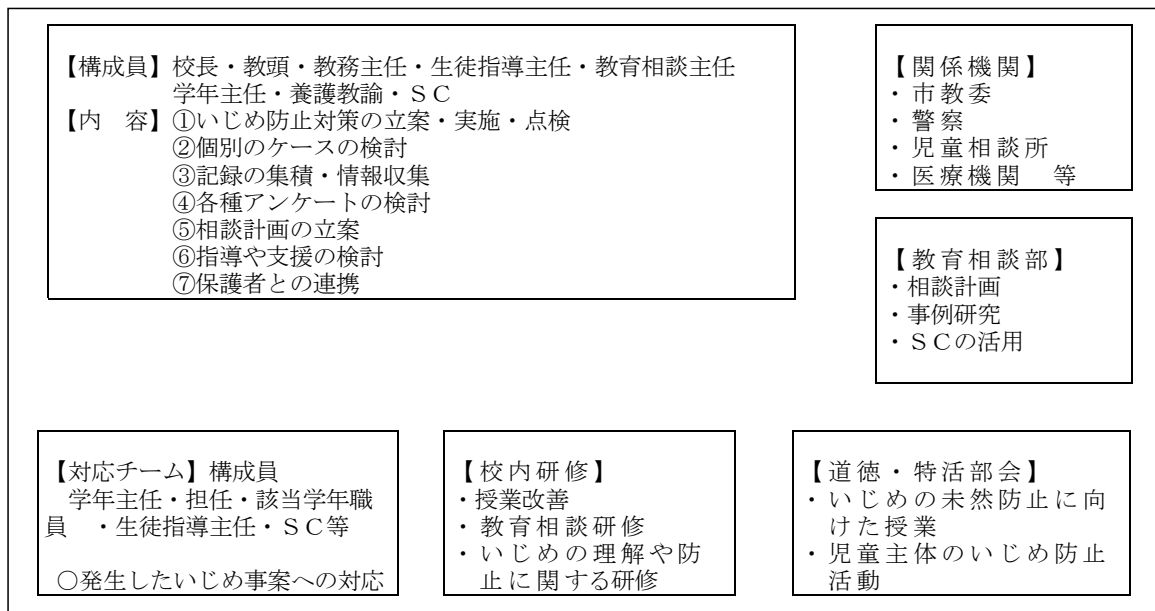 【構成員】校長・教頭・教務主任・生徒指導主任・教育相談主任
学年主任・養護教諭・ＳＣ
【内　容】①いじめ防止対策の立案・実施・点検
②個別のケースの検討
③記録の集積・情報収集
④各種アンケートの検討
⑤相談計画の立案
⑥指導や支援の検討
⑦保護者との連携
【関係機関】
・市教委
・警察
・児童相談所
・医療機関　等
【教育相談部】
・相談計画
・事例研究
・ＳＣの活用
【対応チーム】構成員
学年主任・担任・該当学年職
員　・生徒指導主任・ＳＣ等
○発生したいじめ事案への対応
【校内研修】
・授業改善
・教育相談研修
・いじめの理解や防
止に関する研修
【道徳・特活部会】
・いじめの未然防止に向
けた授業
・児童主体のいじめ防止
活動